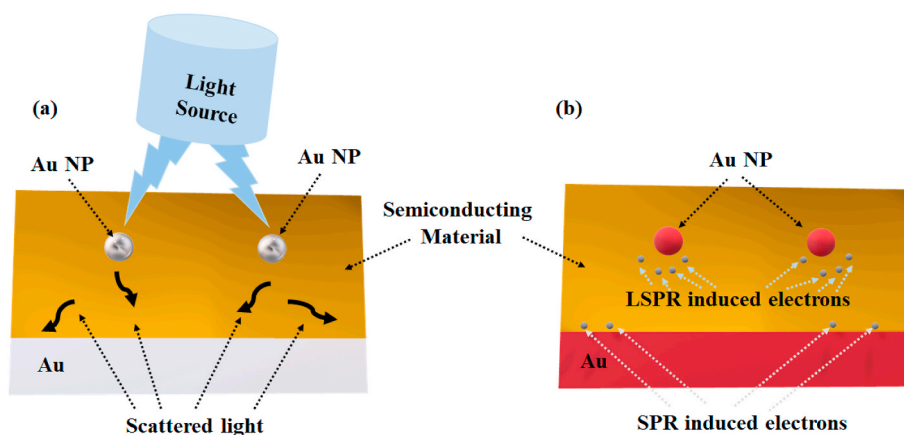 Light
Source
(a)
(b)
Au NP
Au NP
Au NP
Semiconducting
Material
LSPR induced electrons
Au
Au
Scattered light
SPR induced electrons